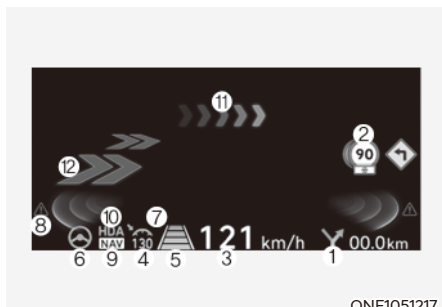 ⑪
②
90
⑫
⑩ ⑦
⑧
HDA
NAV 130 121 km/h 00.0km
⑥ ⑨ ④ ⑤ ③ ①
ONE1051217